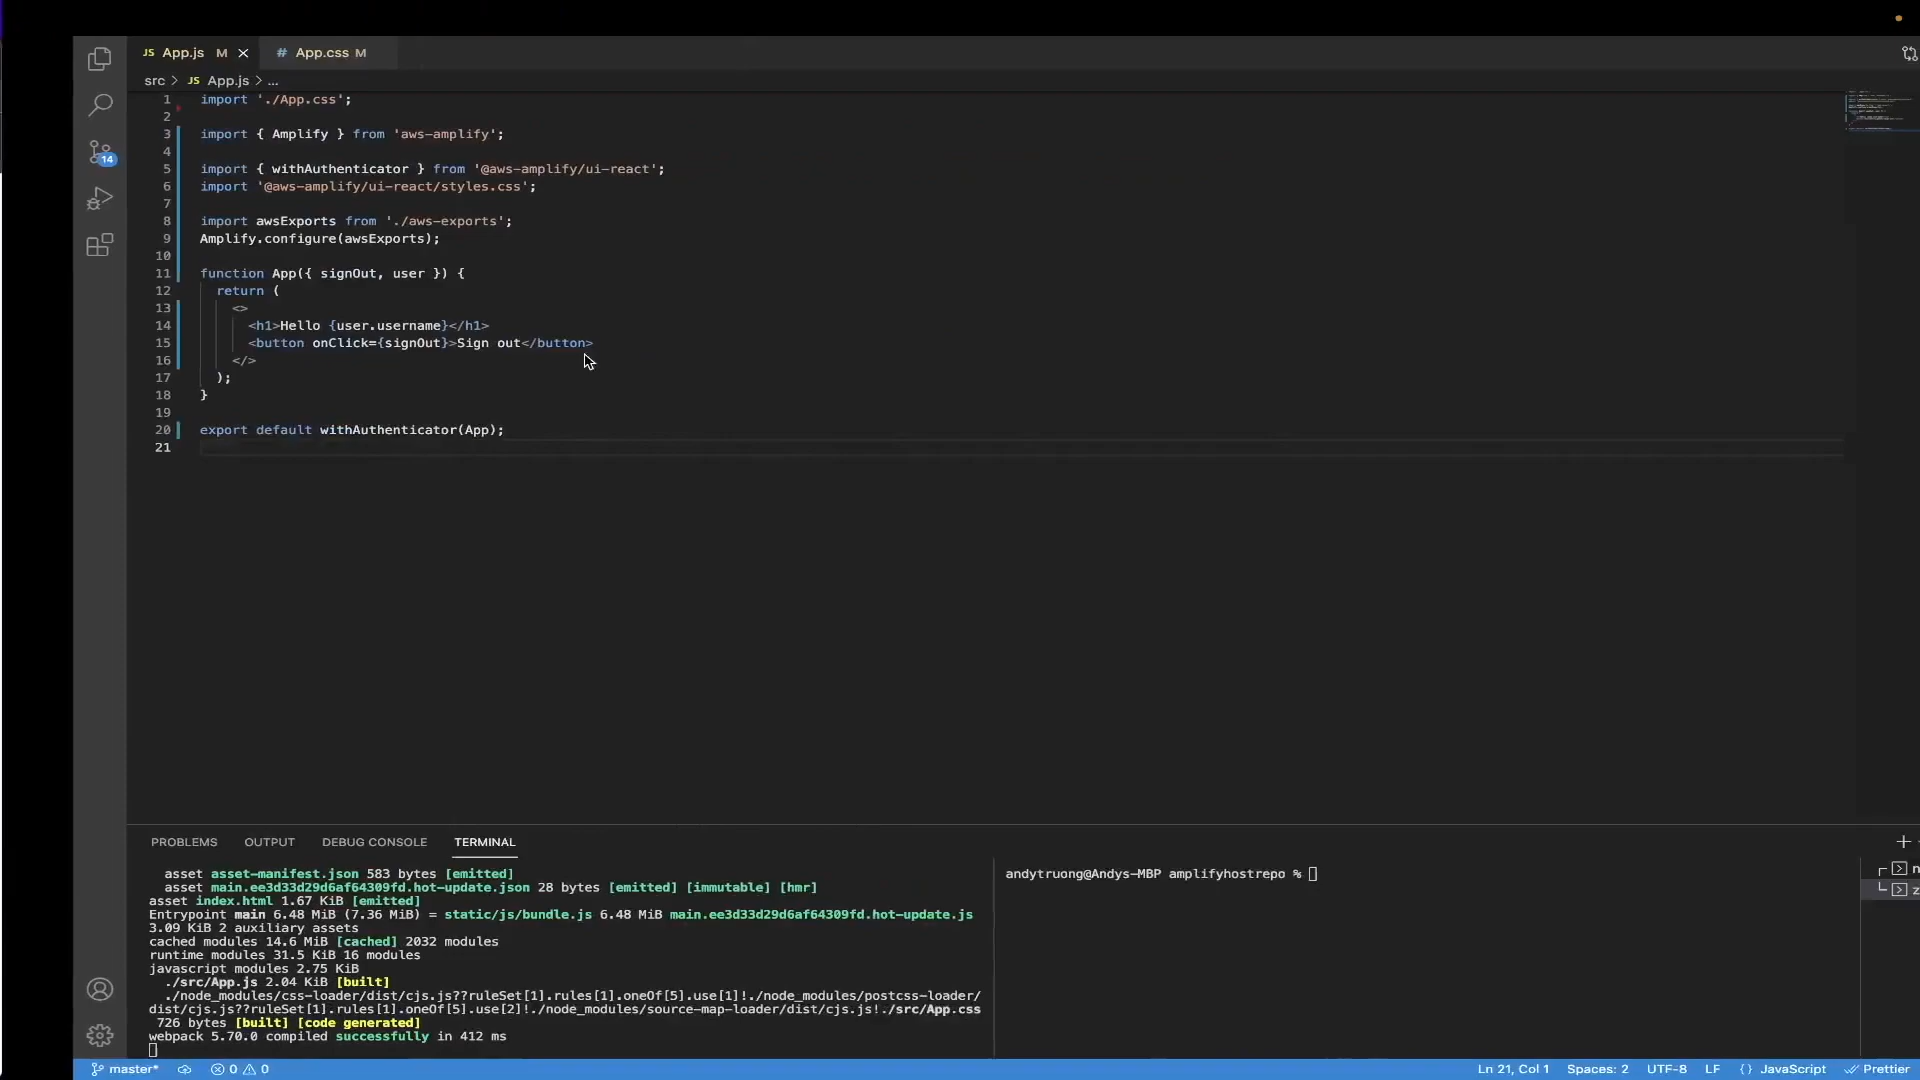 JS App.js M
# App.css M
src > JS App.js > ...
1 import './App.css';
2
3 import { Amplify } from 'aws-amplify';
4
5 import { withAuthenticator } from '@aws-amplify/ui-react';
6 import '@aws-amplify/ui-react/styles.css';
7
8 import awsExports from './aws-exports';
9 Amplify.configure(awsExports);
10
11 function App({ signOut, user }) {
12 return (
13 <>
14 <h1>Hello {user.username}</h1>
15 <button onClick={signOut}>Sign out</button>
16 </>
17 );
18 }
19
20 export default withAuthenticator(App);
21
14
PROBLEMS OUTPUT DEBUG CONSOLE TERMINAL
asset asset-manifest.json 583 bytes [emitted]
asset main.ee3d33d29d6af64309fd.hot-update.json 28 bytes [emitted] [immutable] [hmr]
asset index.html 1.67 KiB [emitted]
Entrypoint main 6.48 MiB (7.36 MiB) = static/js/bundle.js 6.48 MiB main.ee3d33d29d6af64309fd.hot-update.js
3.09 KiB 2 auxiliary assets
cached modules 14.6 MiB [cached] 2032 modules
runtime modules 31.5 KiB 16 modules
javascript modules 2.75 KiB
./src/App.js 2.04 KiB [built]
./node_modules/css-loader/dist/cjs.js??ruleSet[1].rules[1].oneOf[5].use[1]!./node_modules/postcss-loader/
dist/cjs.js??ruleSet[1].rules[1].oneOf[5].use[2]!./node_modules/source-map-loader/dist/cjs.js!./src/App.css
726 bytes [built] [code generated]
webpack 5.70.0 compiled successfully in 412 ms
andytruong@Andys-MBP amplifyhostrepo %
n
z
master* 0 0 Ln 21, Col 1 Spaces: 2 UTF-8 LF {} JavaScript Prettier